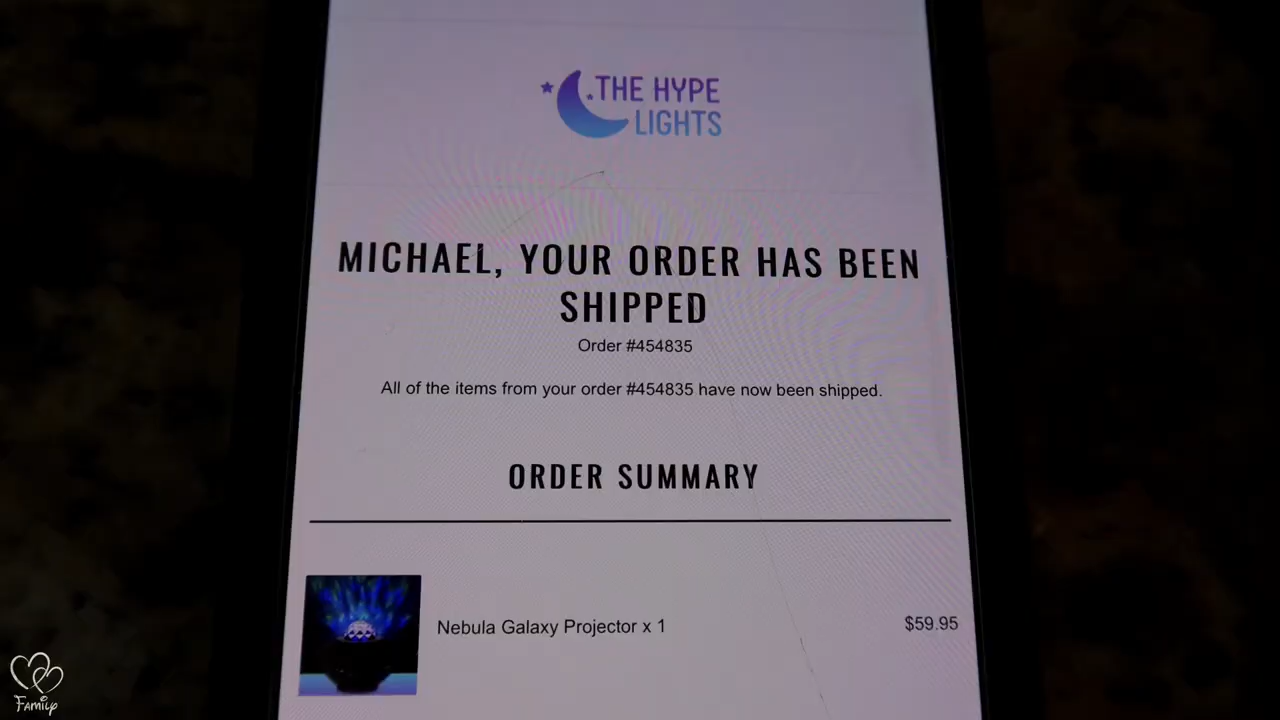 THE HYPE
LIGHTS
MICHAEL, YOUR ORDER HAS BEEN
SHIPPED
Order #454835
All of the items from your order #454835 have now been shipped.
ORDER SUMMARY
Nebula Galaxy Projector x 1
$59.95
Family